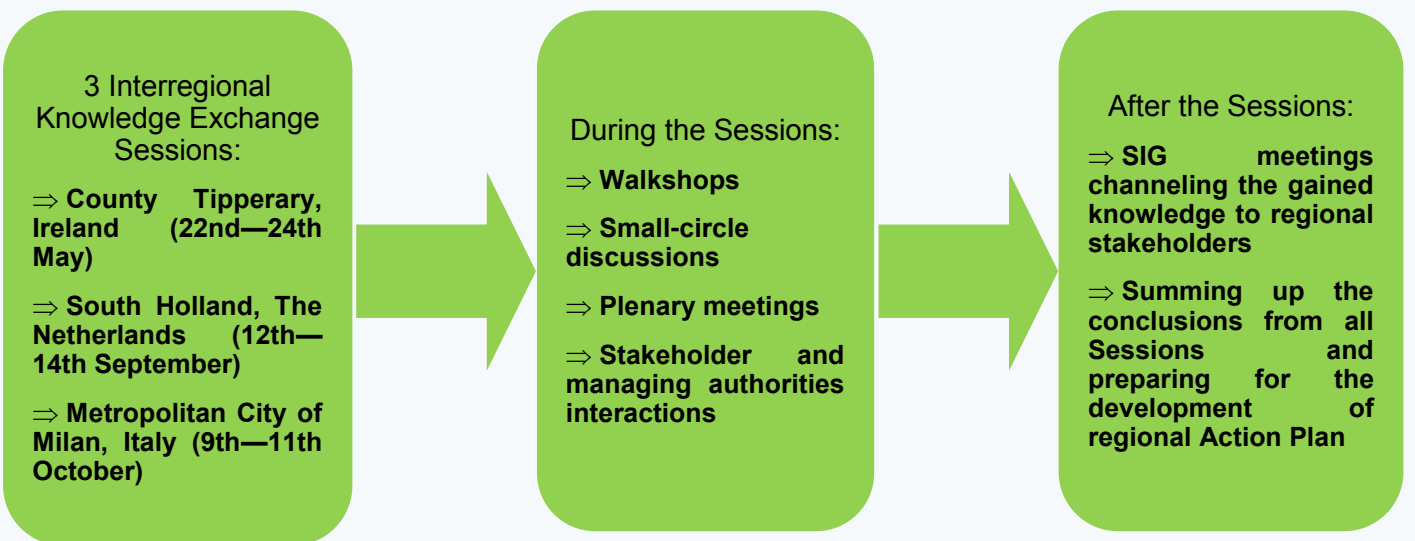 3 Interregional
Knowledge Exchange
Sessions:
⇒ County Tipperary,
Ireland (22nd—24th
May)
⇒ South Holland, The
Netherlands (12th—
14th September)
⇒ Metropolitan City of
Milan, Italy (9th—11th
October)
During the Sessions:
⇒ Walkshops
⇒ Small-circle
discussions
⇒ Plenary meetings
⇒ Stakeholder and
managing authorities
interactions
After the Sessions:
⇒ SIG meetings
channeling the gained
knowledge to regional
stakeholders
⇒ Summing up the
conclusions from all
Sessions and
preparing for the
development of
regional Action Plan